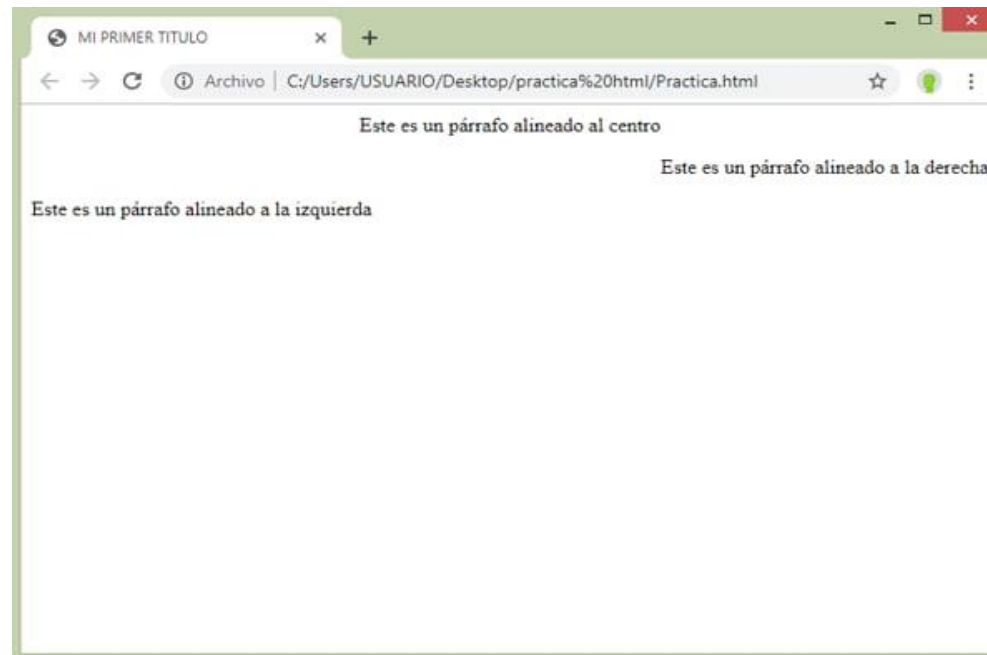 MI PRIMER TITULO
Archivo C:/Users/USUARIO/Desktop/practica%20html/Practica.html
Este es un párrafo alineado al centro
Este es un párrafo alineado a la derecha
Este es un párrafo alineado a la izquierda